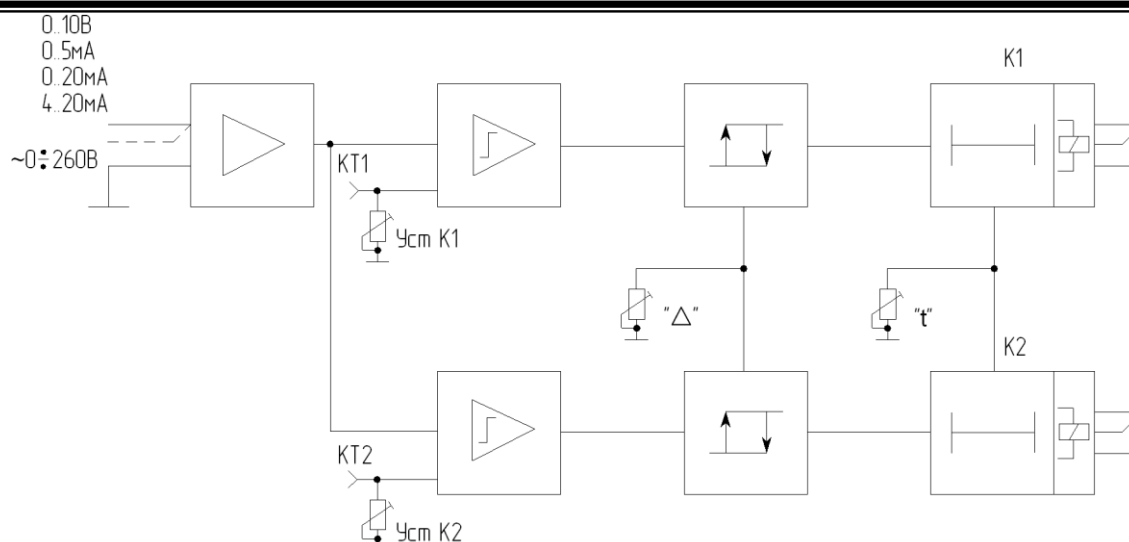 0..10В
0..5мА
0..20мА
4..20мА
~0÷260В
К1
КТ1
Уст К1
"△"
"t"
К2
КТ2
Уст К2